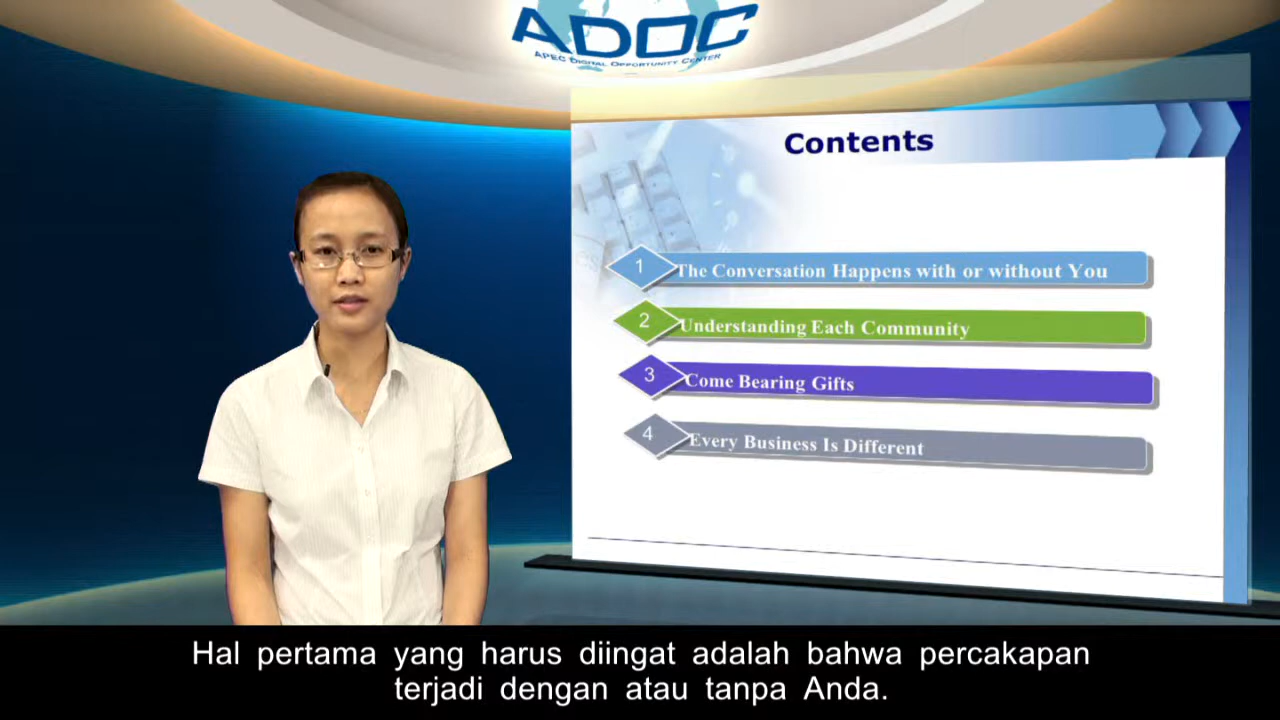 ADOC
APEC DIGITAL OPPORTUNITY CENTER
Contents
1 The Conversation Happens with or without You
2 Understanding Each Community
3 Come Bearing Gifts
4 Every Business Is Different
Hal pertama yang harus diingat adalah bahwa percakapan
terjadi dengan atau tanpa Anda.